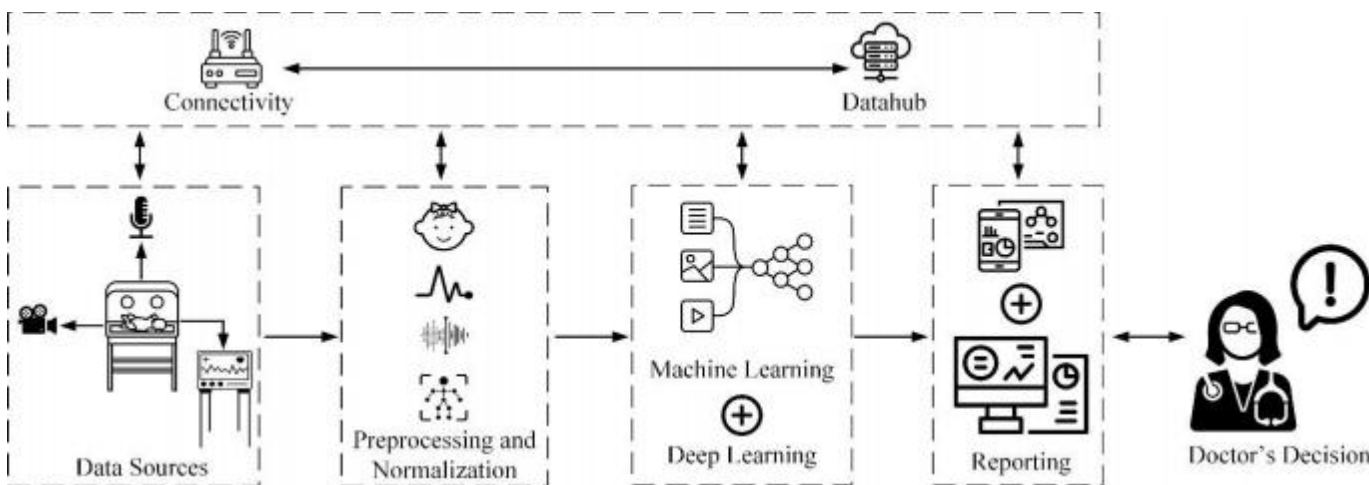 Connectivity
Datahub
Data Sources
Preprocessing and
Normalization
Machine Learning
Deep Learning
Reporting
Doctor's Decision